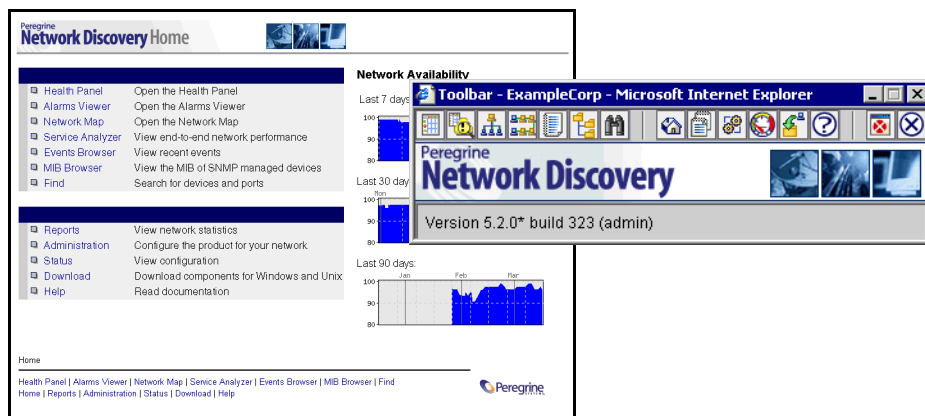 Peregrine
Network Discovery Home
Health Panel Open the Health Panel
Alarms Viewer Open the Alarms Viewer
Network Map Open the Network Map
Service Analyzer View end-to-end network performance
Events Browser View recent events
MIB Browser View the MIB of SNMP managed devices
Find Search for devices and ports
Reports View network statistics
Administration Configure the product for your network
Status View configuration
Download Download components for Windows and Unix
Help Read documentation
Network Availability
Last 7 days
100
90
80
Last 30 day
Mon
100
90
80
Last 90 days:
Jan Feb Mar
100
90
80
Toolbar - ExampleCorp - Microsoft Internet Explorer
Peregrine
Network Discovery
Version 5.2.0* build 323 (admin)
Home
Health Panel | Alarms Viewer | Network Map | Service Analyzer | Events Browser | MIB Browser | Find
Home | Reports | Administration | Status | Download | Help
Peregrine
SYSTEMS